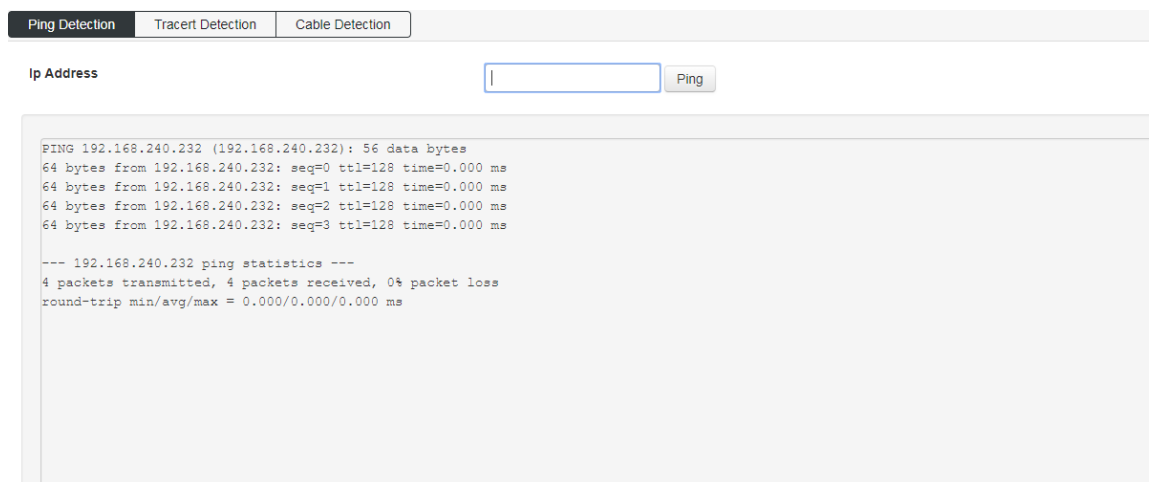 Ping Detection Tracert Detection Cable Detection
Ip Address Ping
PING 192.168.240.232 (192.168.240.232): 56 data bytes
64 bytes from 192.168.240.232: seq=0 ttl=128 time=0.000 ms
64 bytes from 192.168.240.232: seq=1 ttl=128 time=0.000 ms
64 bytes from 192.168.240.232: seq=2 ttl=128 time=0.000 ms
64 bytes from 192.168.240.232: seq=3 ttl=128 time=0.000 ms
--- 192.168.240.232 ping statistics ---
4 packets transmitted, 4 packets received, 0% packet loss
round-trip min/avg/max = 0.000/0.000/0.000 ms